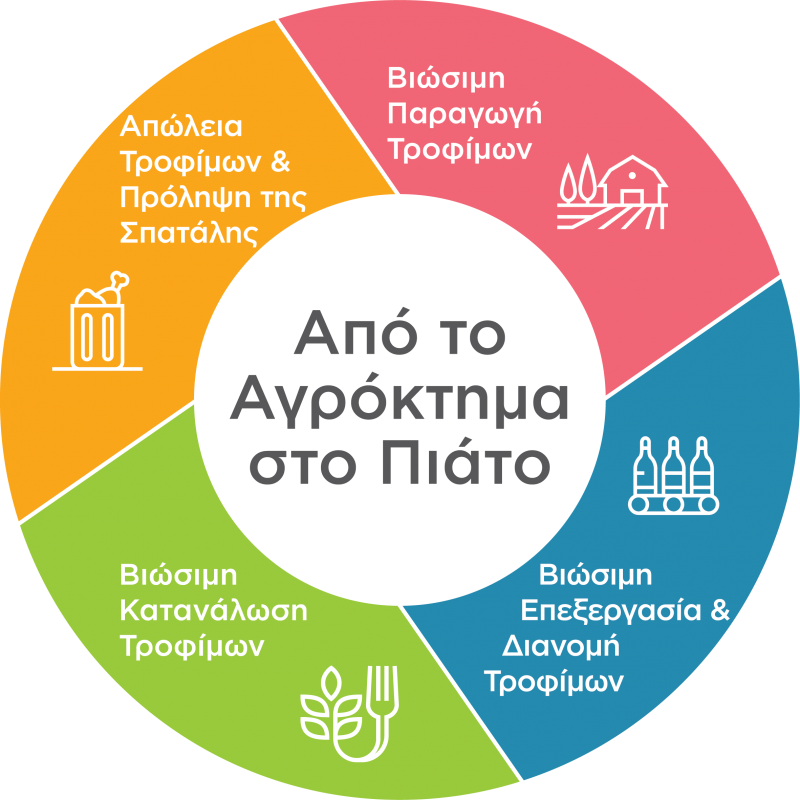 Βιώσιμη
Παραγωγή
Τροφίμων
Απώλεια
Τροφίμων &
Πρόληψη της
Σπατάλης
Από το
Αγρόκτημα
στο Πιάτο
Βιώσιμη
Επεξεργασία &
Διανομή
Τροφίμων
Βιώσιμη
Κατανάλωση
Τροφίμων